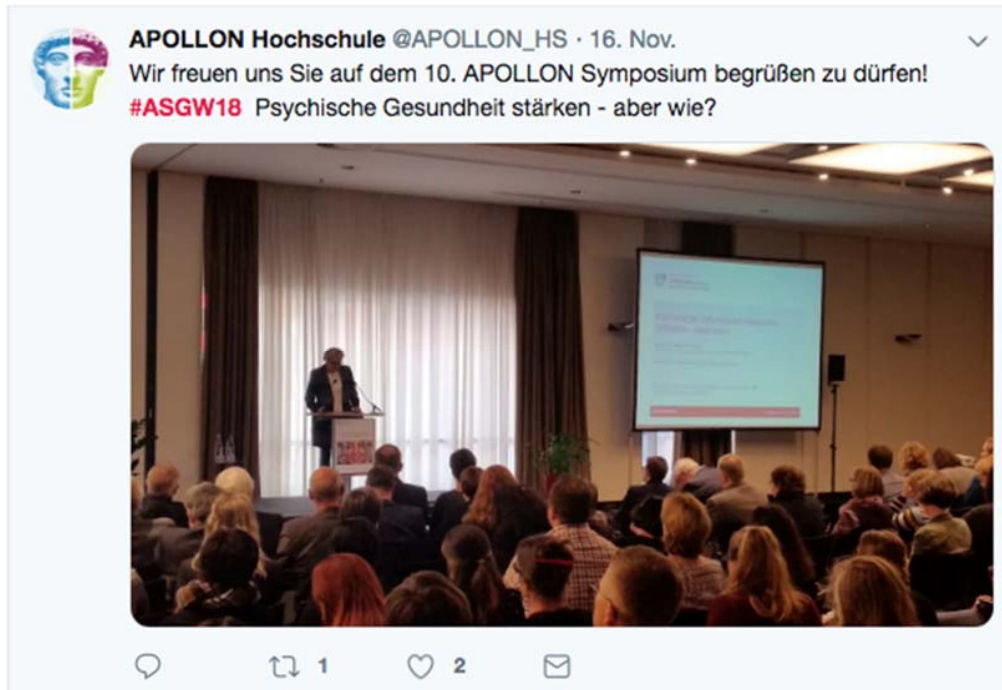 APOLLON Hochschule @APOLLON_HS · 16. Nov.
Wir freuen uns Sie auf dem 10. APOLLON Symposium begrüßen zu dürfen!
#ASGW18 Psychische Gesundheit stärken - aber wie?
1 2